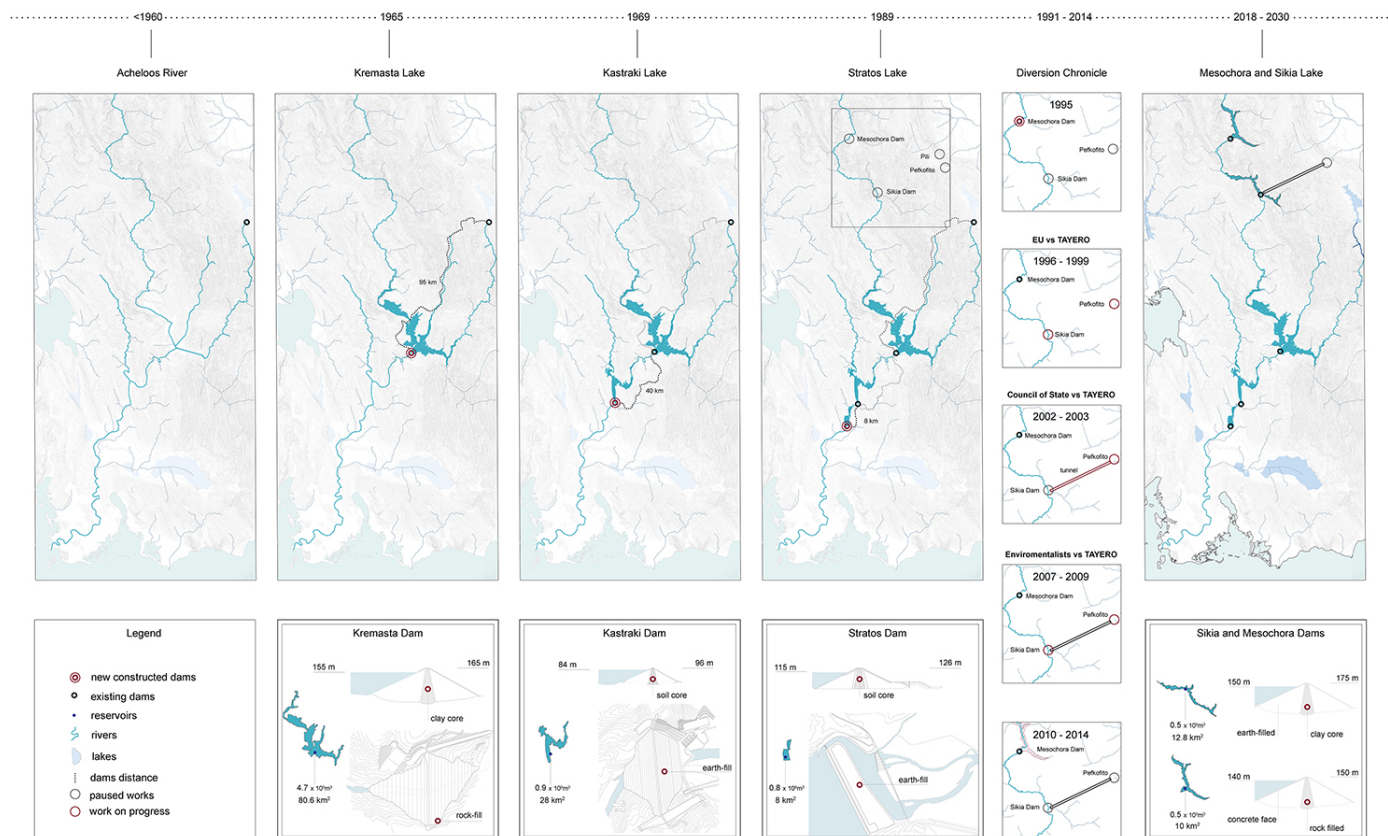 <1960
1965
1969
1989
1991 - 2014
2018 - 2030
Acheloos River
Kremasta Lake
Kastraki Lake
Stratos Lake
Diversion Chronicle
Mesochora and Sikia Lake
95 km
40 km
Mesochora Dam
Pili
Pefkofito
Sikia Dam
8 km
1995
Mesochora Dam
Pefkofito
Sikia Dam
EU vs TAYERO
1996 - 1999
Mesochora Dam
Pefkofito
Sikia Dam
Council of State vs TAYERO
2002 - 2003
Mesochora Dam
Pefkofito
tunnel
Sikia Dam
Enviromentalists vs TAYERO
2007 - 2009
Mesochora Dam
Pefkofito
Sikia Dam
2010 - 2014
Mesochora Dam
Pefkofito
Sikia Dam
Legend
new constructed dams
existing dams
reservoirs
rivers
lakes
dams distance
paused works
work on progress
Kremasta Dam
155 m
165 m
clay core
4.7 x 10⁹m³
80.6 km²
rock-fill
Kastraki Dam
84 m
96 m
soil core
earth-fill
0.9 x 10⁹m³
28 km²
Stratos Dam
115 m
126 m
soil core
earth-fill
0.8 x 10⁹m³
8 km²
Sikia and Mesochora Dams
150 m
175 m
0.5 x 10⁹m³
12.8 km²
earth-filled
clay core
140 m
150 m
0.5 x 10⁹m³
10 km²
concrete face
rock filled